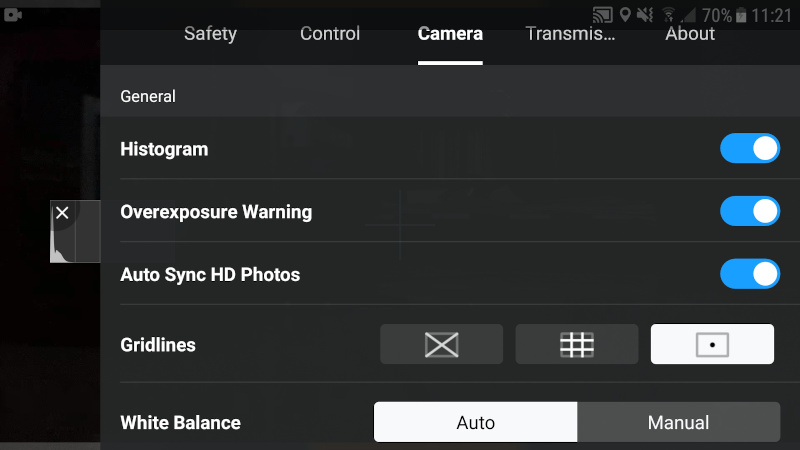 70% 11:21
Safety Control Camera Transmis... About
General
Histogram
Overexposure Warning
Auto Sync HD Photos
Gridlines
White Balance Auto Manual